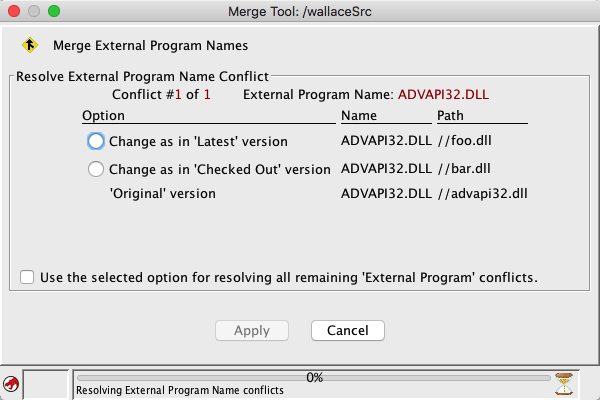 Merge Tool: /wallaceSrc
Merge External Program Names
Resolve External Program Name Conflict
Conflict #1 of 1 External Program Name: ADVAPI32.DLL
Option Name Path
Change as in 'Latest' version ADVAPI32.DLL //foo.dll
Change as in 'Checked Out' version ADVAPI32.DLL //bar.dll
'Original' version ADVAPI32.DLL //advapi32.dll
Use the selected option for resolving all remaining 'External Program' conflicts.
Apply Cancel
0%
Resolving External Program Name conflicts